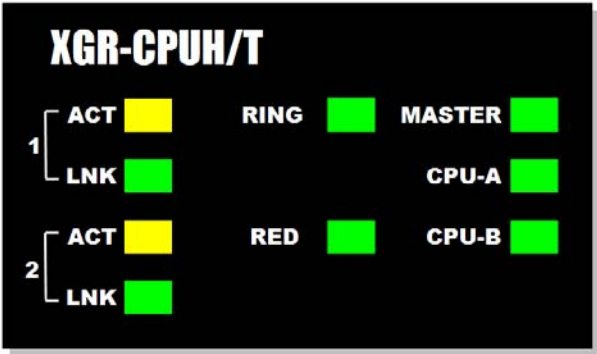 XGR-CPUH/T
ACT RING MASTER
1
LNK CPU-A
ACT RED CPU-B
2
LNK